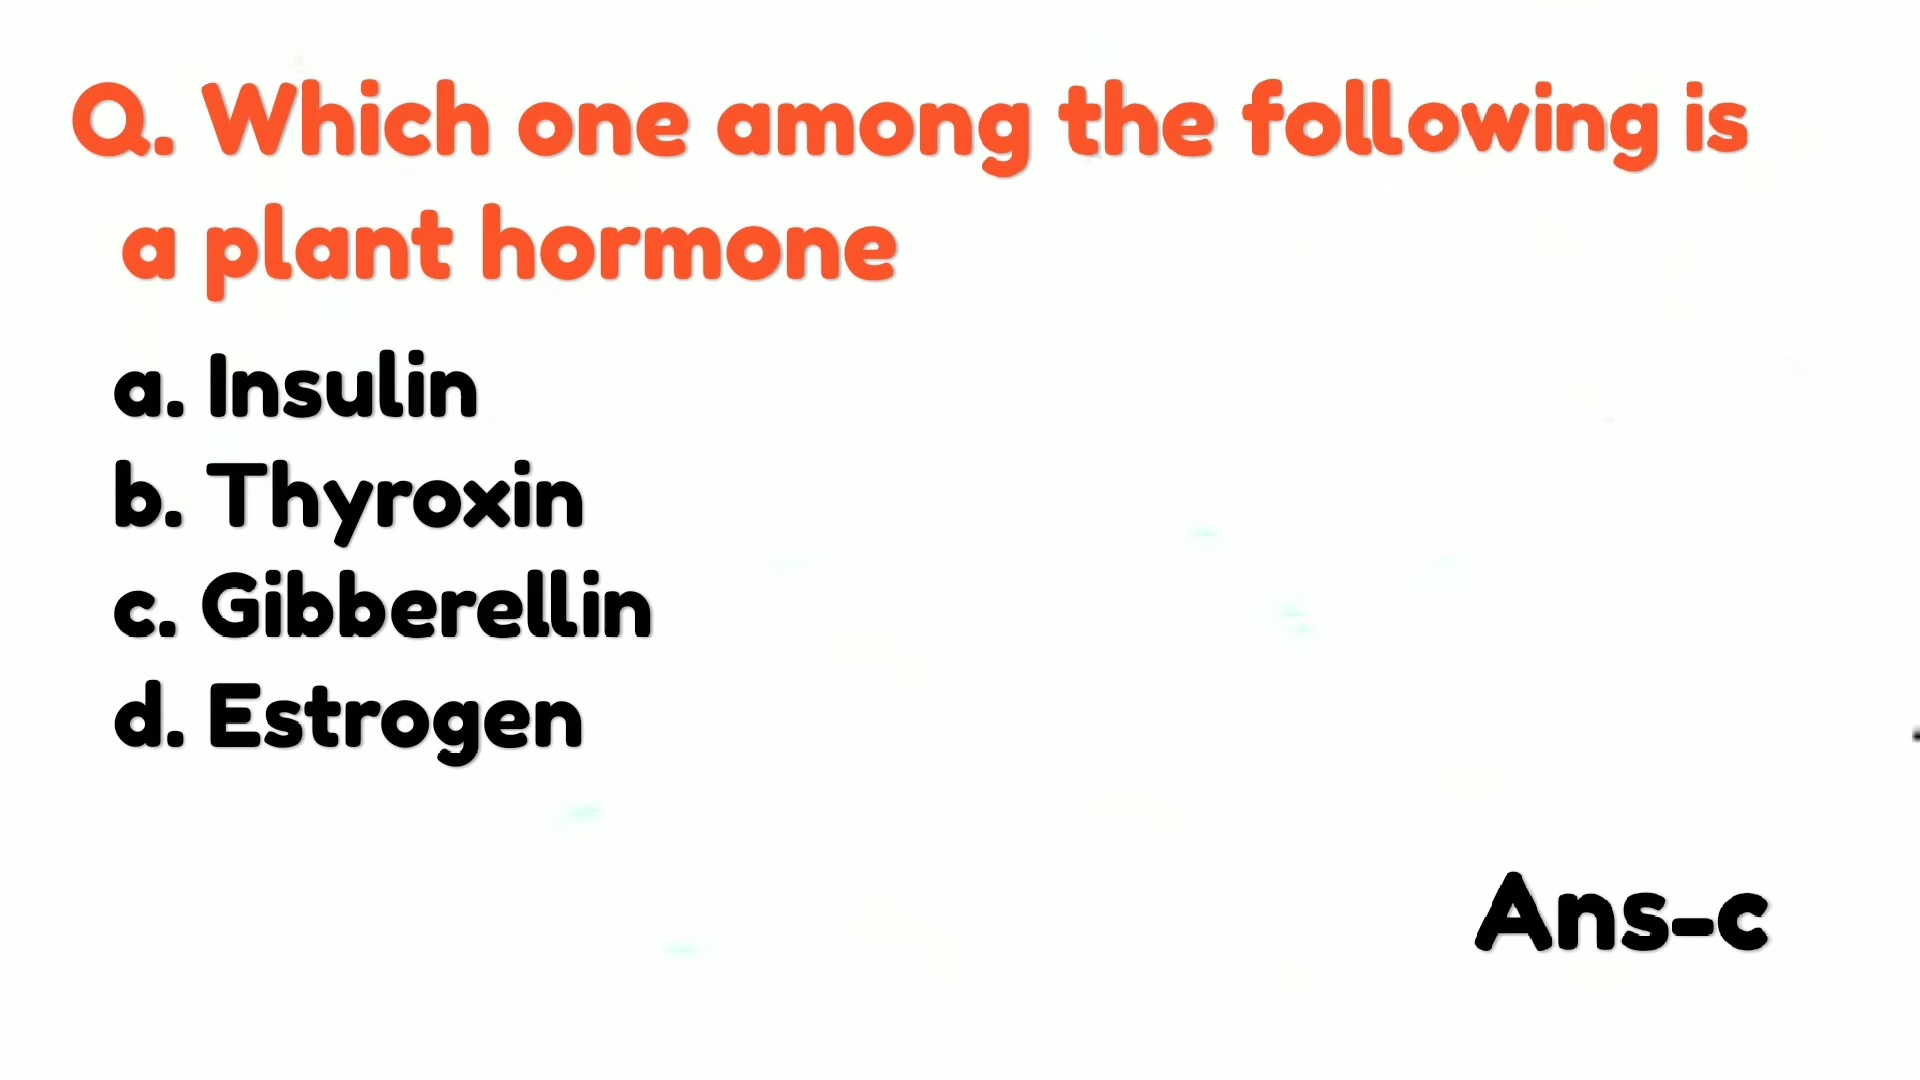 Q. Which one among the following is
a plant hormone
a. Insulin
b. Thyroxin
c. Gibberellin
d. Estrogen
Ans-c